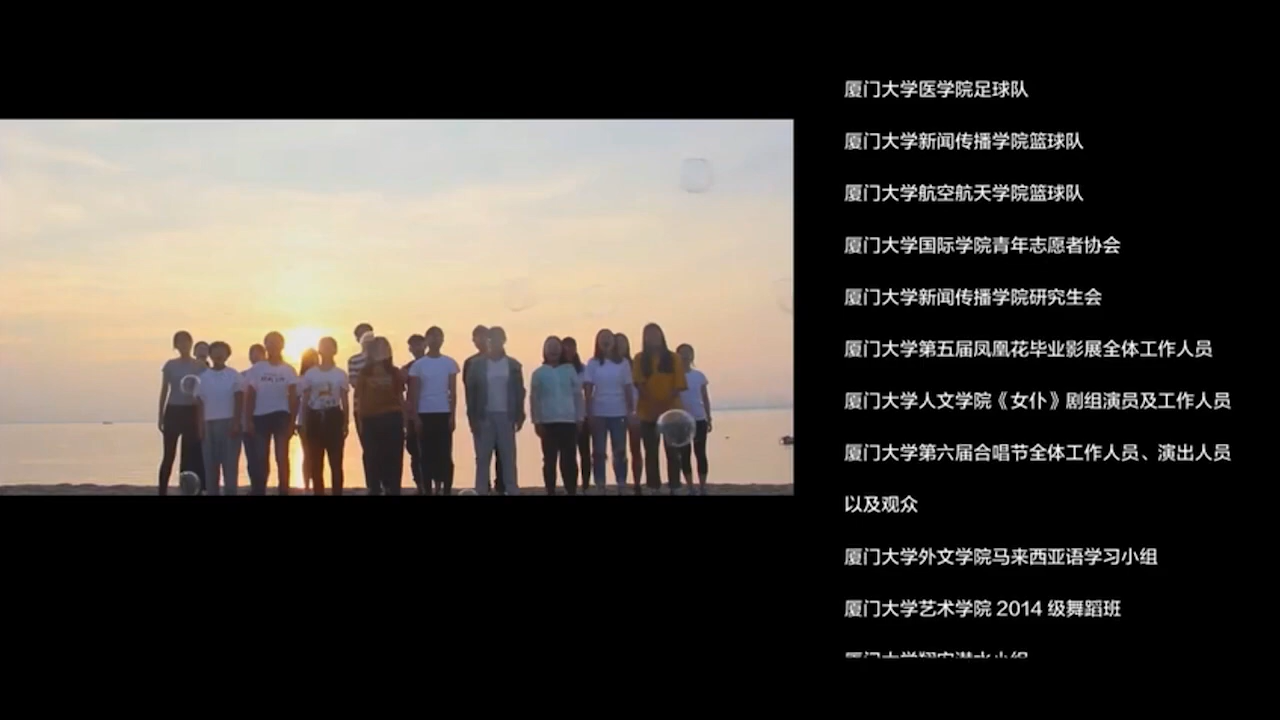 厦门大学医学院足球队
厦门大学新闻传播学院篮球队
厦门大学航空航天学院篮球队
厦门大学国际学院青年志愿者协会
厦门大学新闻传播学院研究生会
厦门大学第五届凤凰花毕业影展全体工作人员
厦门大学人文学院《女仆》剧组演员及工作人员
厦门大学第六届合唱节全体工作人员、演出人员
以及观众
厦门大学外文学院马来西亚语学习小组
厦门大学艺术学院 2014 级舞蹈班